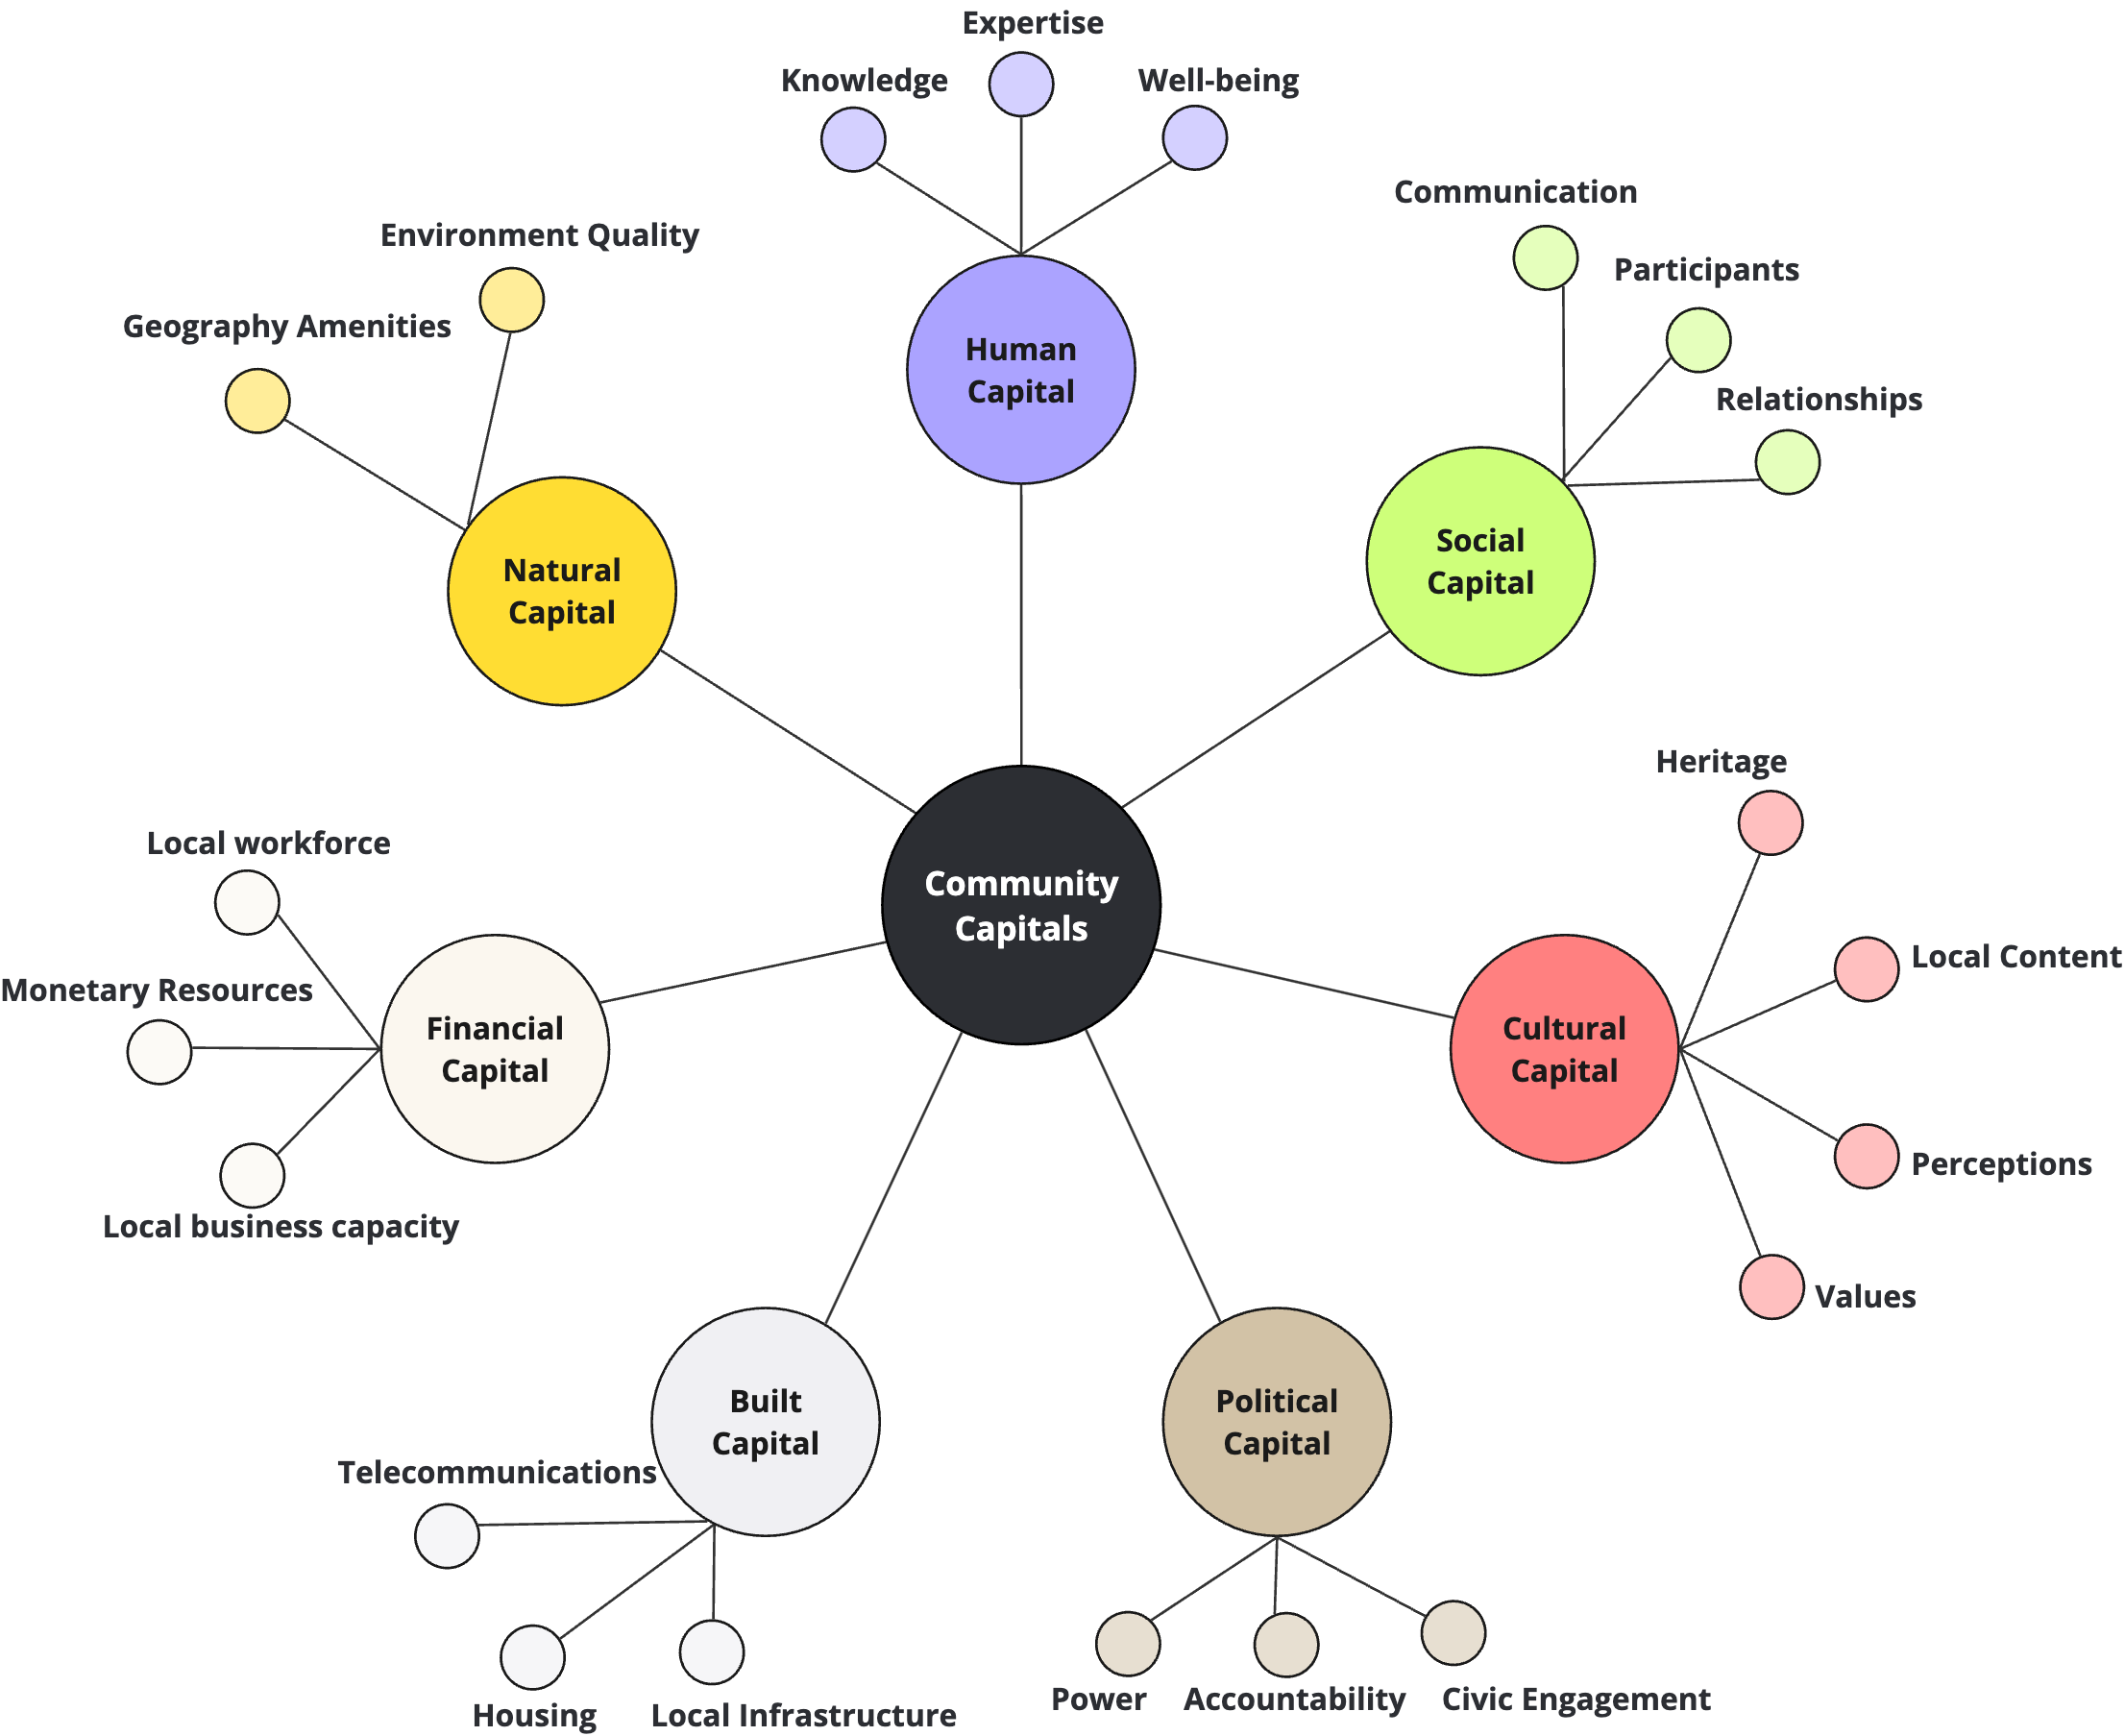 Expertise
Knowledge
Well-being
Human
Capital
Communication
Participants
Relationships
Social
Capital
Environment Quality
Geography Amenities
Natural
Capital
Community
Capitals
Heritage
Local Content
Perceptions
Values
Cultural
Capital
Local workforce
Monetary Resources
Local business capacity
Financial
Capital
Built
Capital
Telecommunications
Housing
Local Infrastructure
Political
Capital
Power
Accountability
Civic Engagement